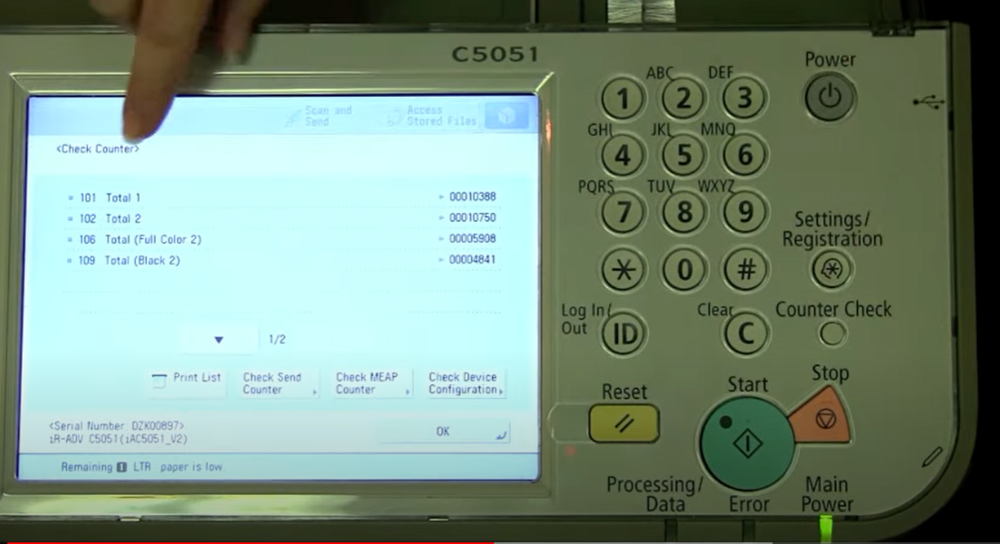 C5051
Scan and
Send
Access
Stored Files
<Check Counter>
101 Total 1 00010388
102 Total 2 00010750
106 Total (Full Color 2) 00005908
109 Total (Black 2) 00004841
▼ 1/2
Print List
Check Send
Counter
Check MEAP
Counter
Check Device
Configuration
<Serial Number: DZK00897>
iR-ADV C5051(iAC5051_V2)
OK
Remaining 1 LTR paper is low.
1 ABC 2 DEF 3
GHI 4 JKL 5 MNO 6
PQRS 7 TUV 8 WXYZ 9
* 0 #
Log In/
Out
ID
Clear
C
Power
Settings/
Registration
Counter Check
Reset
Start
Stop
Processing/
Data
Error
Main
Power